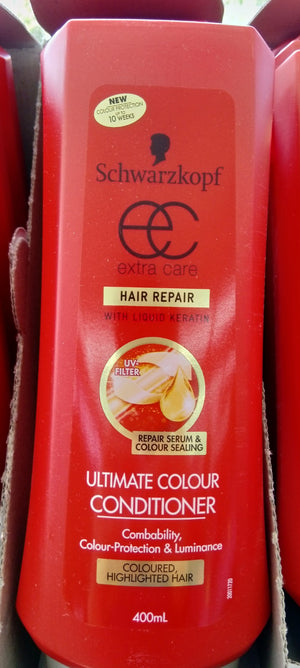 NEW
COLOUR PROTECTION
up to
10 WEEKS
Schwarzkopf
ec
extra care
HAIR REPAIR
WITH LIQUID KERATIN
UV-
FILTER
REPAIR SERUM &
COLOUR SEALING
ULTIMATE COLOUR
CONDITIONER
Combability,
Colour-Protection & Luminance
COLOURED,
HIGHLIGHTED HAIR
400mL